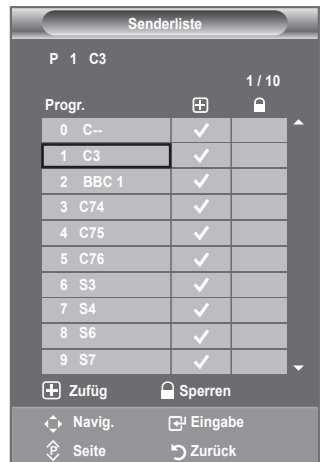 Senderliste
P 1 C3
1 / 10
Progr.
0 C--
1 C3
2 BBC 1
3 C74
4 C75
5 C76
6 S3
7 S4
8 S6
9 S7
Zufüg Sperren
Navig. Eingabe
Seite Zurück